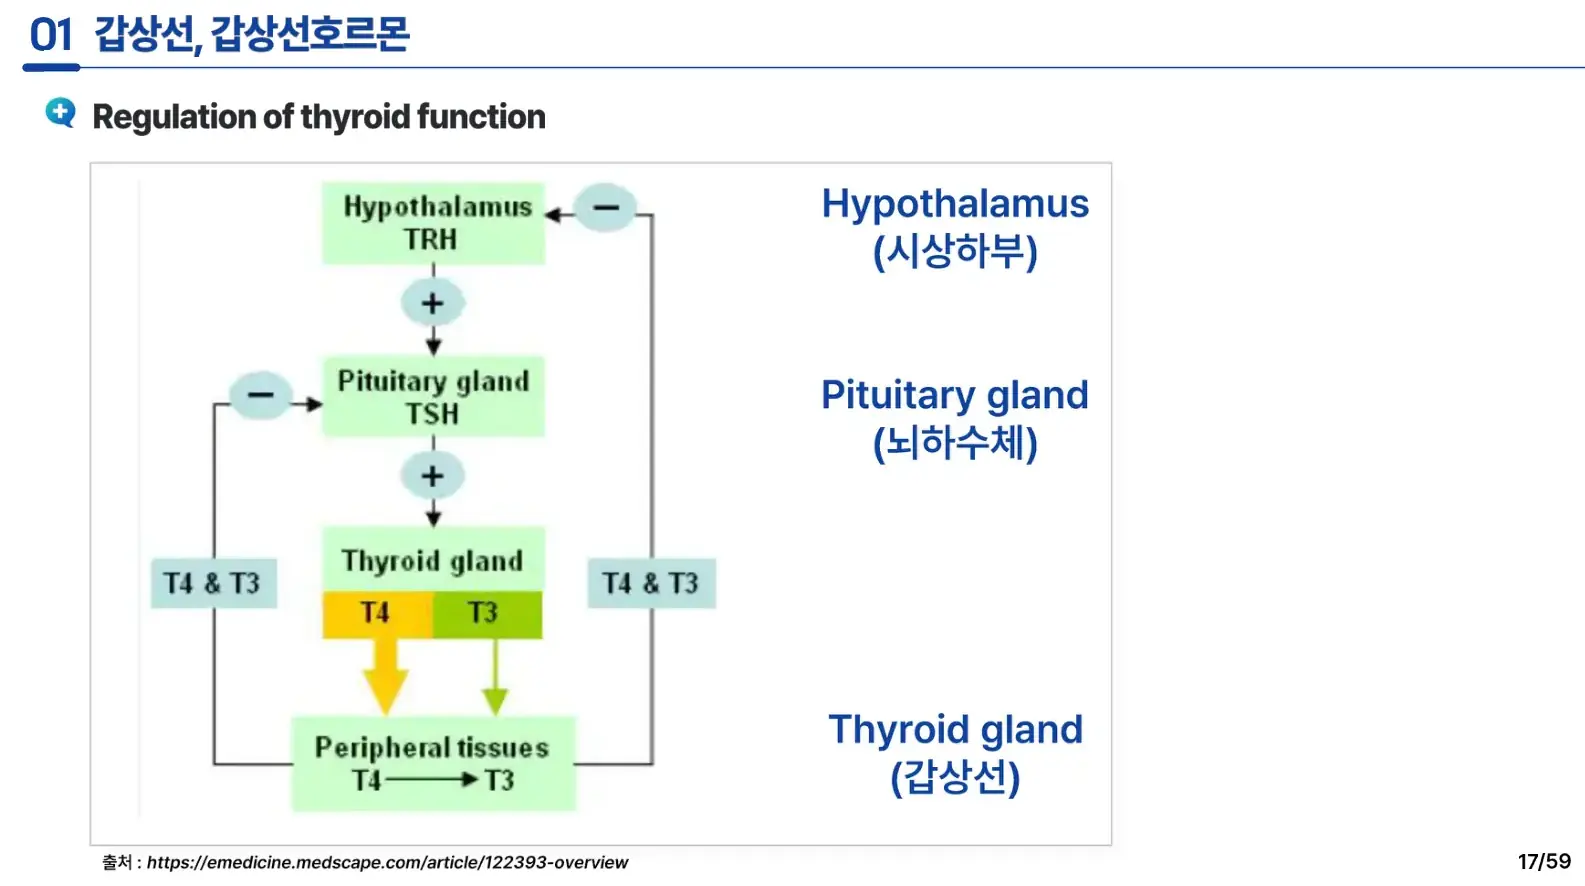 01 갑상선, 갑상선호르몬
Regulation of thyroid function
Hypothalamus
TRH
−
+
Pituitary gland
TSH
−
+
Thyroid gland
T4 T3
T4 & T3
T4 & T3
Peripheral tissues
T4 → T3
Hypothalamus
(시상하부)
Pituitary gland
(뇌하수체)
Thyroid gland
(갑상선)
출처 : https://emedicine.medscape.com/article/122393-overview
17/59